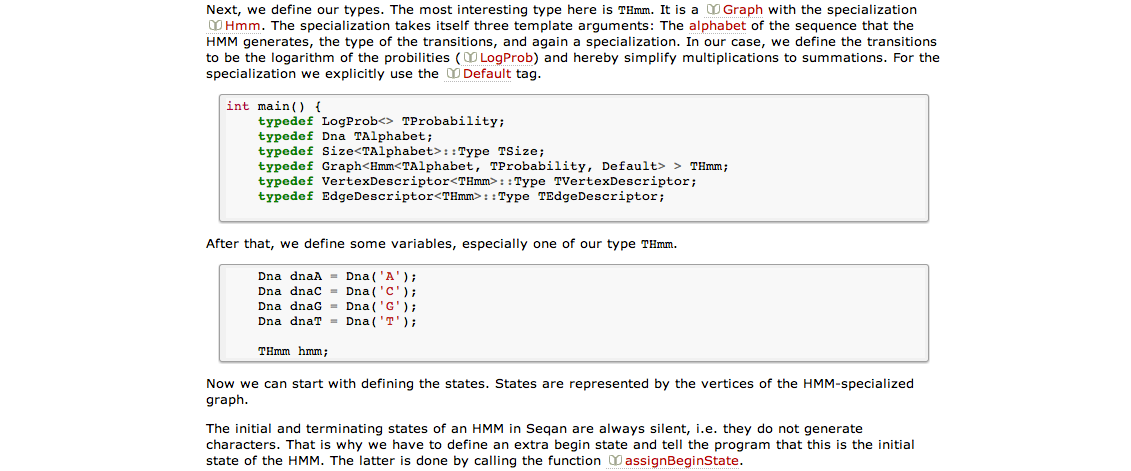 Next, we define our types. The most interesting type here is THmm. It is a Graph with the specialization
Hmm. The specialization takes itself three template arguments: The alphabet of the sequence that the
HMM generates, the type of the transitions, and again a specialization. In our case, we define the transitions
to be the logarithm of the probilities (LogProb) and hereby simplify multiplications to summations. For the
specialization we explicitly use the Default tag.
int main() {
    typedef LogProb<> TProbability;
    typedef Dna TAlphabet;
    typedef Size<TAlphabet>::Type TSize;
    typedef Graph<Hmm<TAlphabet, TProbability, Default> > THmm;
    typedef VertexDescriptor<THmm>::Type TVertexDescriptor;
    typedef EdgeDescriptor<THmm>::Type TEdgeDescriptor;
After that, we define some variables, especially one of our type THmm.
    Dna dnaA = Dna('A');
    Dna dnaC = Dna('C');
    Dna dnaG = Dna('G');
    Dna dnaT = Dna('T');
    THmm hmm;
Now we can start with defining the states. States are represented by the vertices of the HMM-specialized
graph.
The initial and terminating states of an HMM in Seqan are always silent, i.e. they do not generate
characters. That is why we have to define an extra begin state and tell the program that this is the initial
state of the HMM. The latter is done by calling the function assignBeginState.